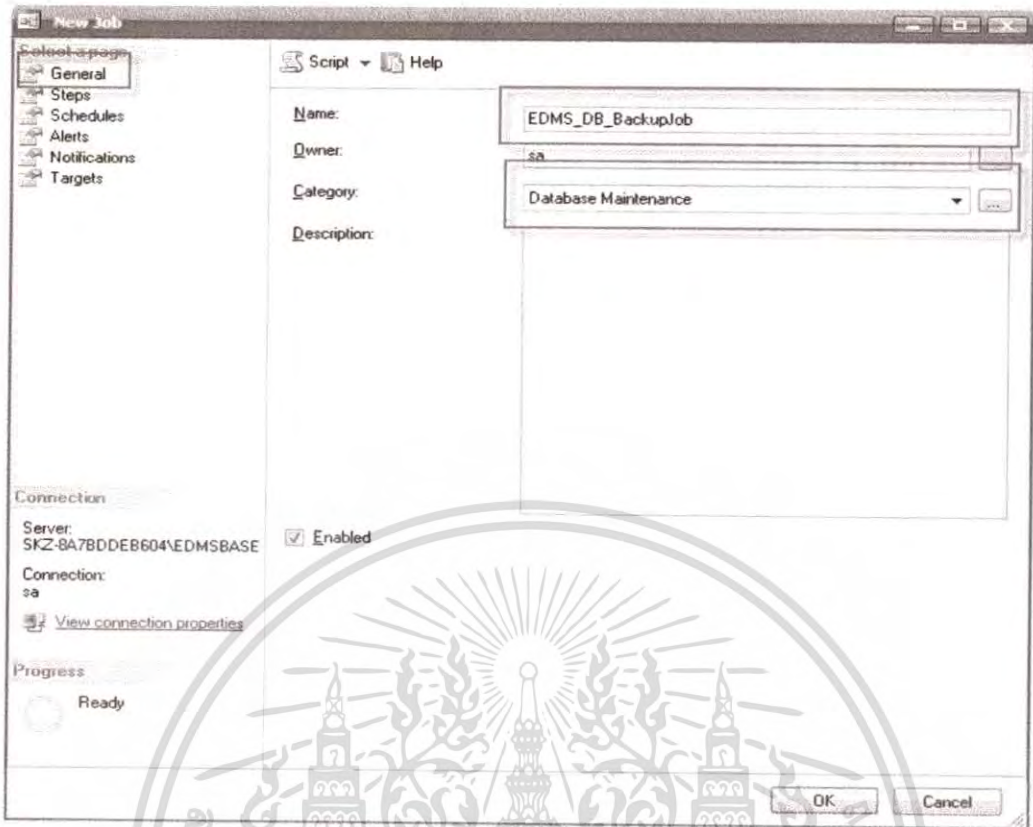 New Job
Select a page
General
Steps
Schedules
Alerts
Notifications
Targets
Script
Help
Name:
EDMS_DB_BackupJob
Owner:
sa
Category:
Database Maintenance
...
Description:
Enabled
Connection
Server:
SKZ-8A7BDDEB604\EDMSBASE
Connection:
sa
View connection properties
Progress
Ready
OK
Cancel